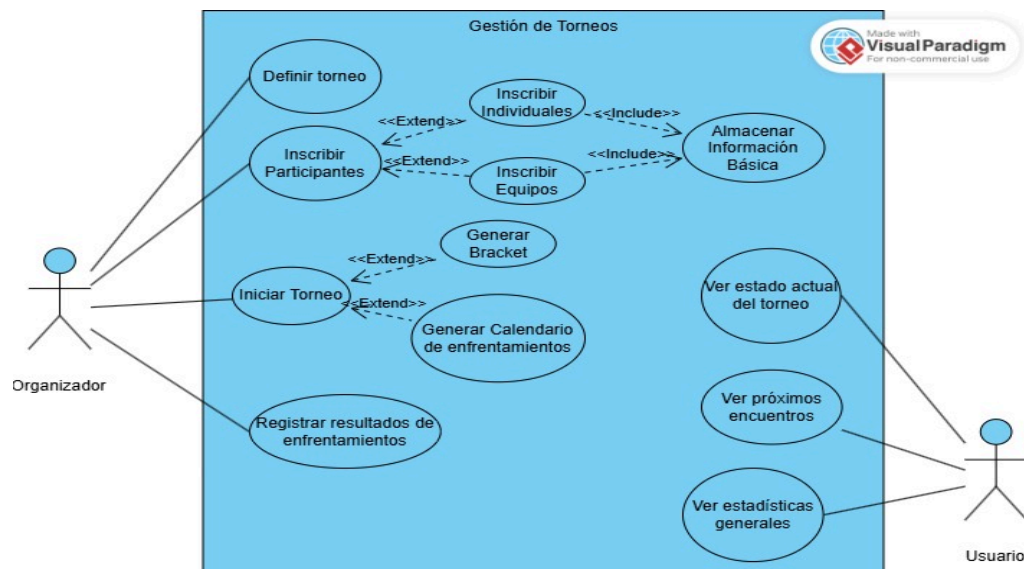 Gestión de Torneos
Made with
VisualParadigm
For non-commercial use
Definir torneo
Inscribir
Individuales
<<Extend>>
<<Include>>
Almacenar
Información
Básica
Inscribir
Participantes
<<Extend>>
<<Include>>
Inscribir
Equipos
Generar
Bracket
<<Extend>>
Iniciar Torneo
<<Extend>>
Generar Calendario
de enfrentamientos
Ver estado actual
del torneo
Organizador
Registrar resultados de
enfrentamientos
Ver próximos
encuentros
Ver estadísticas
generales
Usuario